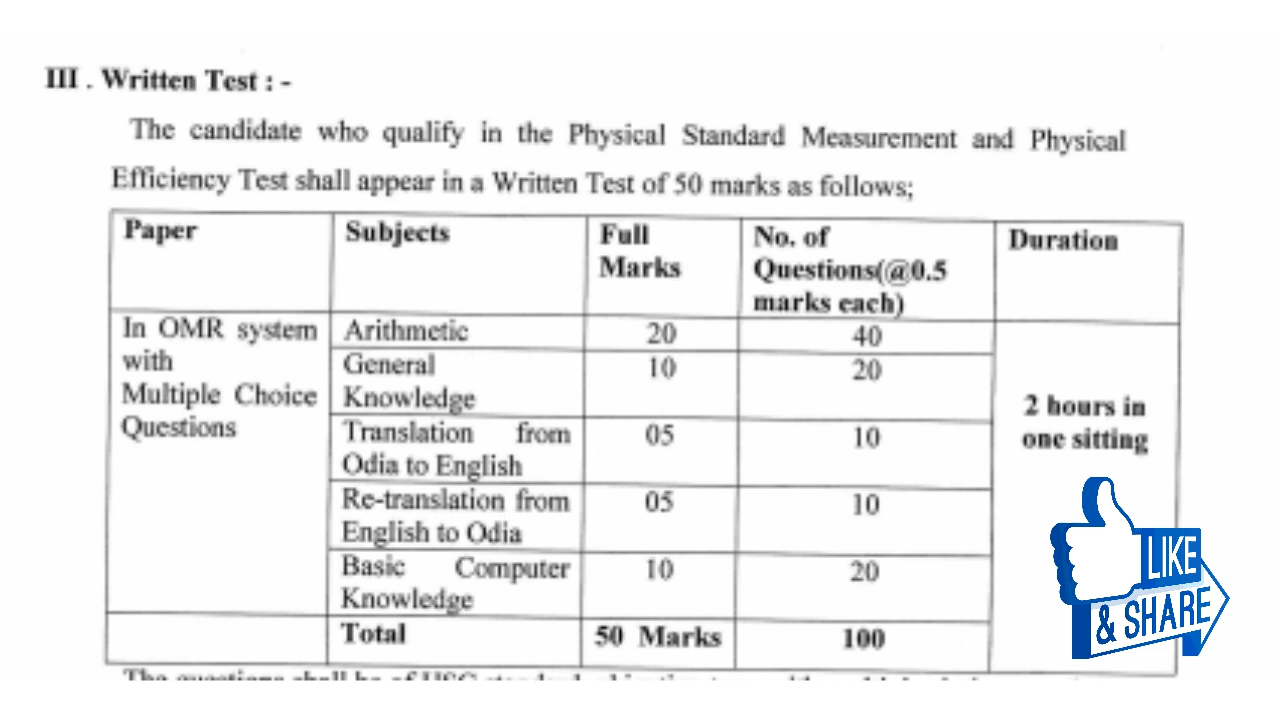 III . Written Test : -
The candidate who qualify in the Physical Standard Measurement and Physical
Efficiency Test shall appear in a Written Test of 50 marks as follows;
Paper Subjects Full Marks No. of Questions(@0.5 marks each) Duration
In OMR system with Multiple Choice Questions
Arithmetic 20 40
General Knowledge 10 20
Translation from Odia to English 05 10
Re-translation from English to Odia 05 10
Basic Computer Knowledge 10 20
2 hours in one sitting
Total 50 Marks 100
LIKE
& SHARE